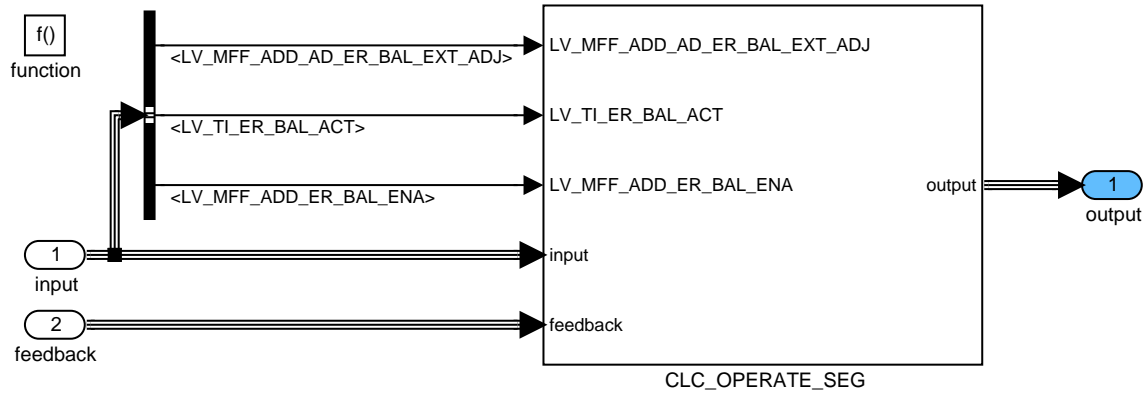 f()
function
<LV_MFF_ADD_AD_ER_BAL_EXT_ADJ>
LV_MFF_ADD_AD_ER_BAL_EXT_ADJ
<LV_TI_ER_BAL_ACT>
LV_TI_ER_BAL_ACT
<LV_MFF_ADD_ER_BAL_ENA>
LV_MFF_ADD_ER_BAL_ENA
output
1
output
1
input
input
2
feedback
feedback
CLC_OPERATE_SEG